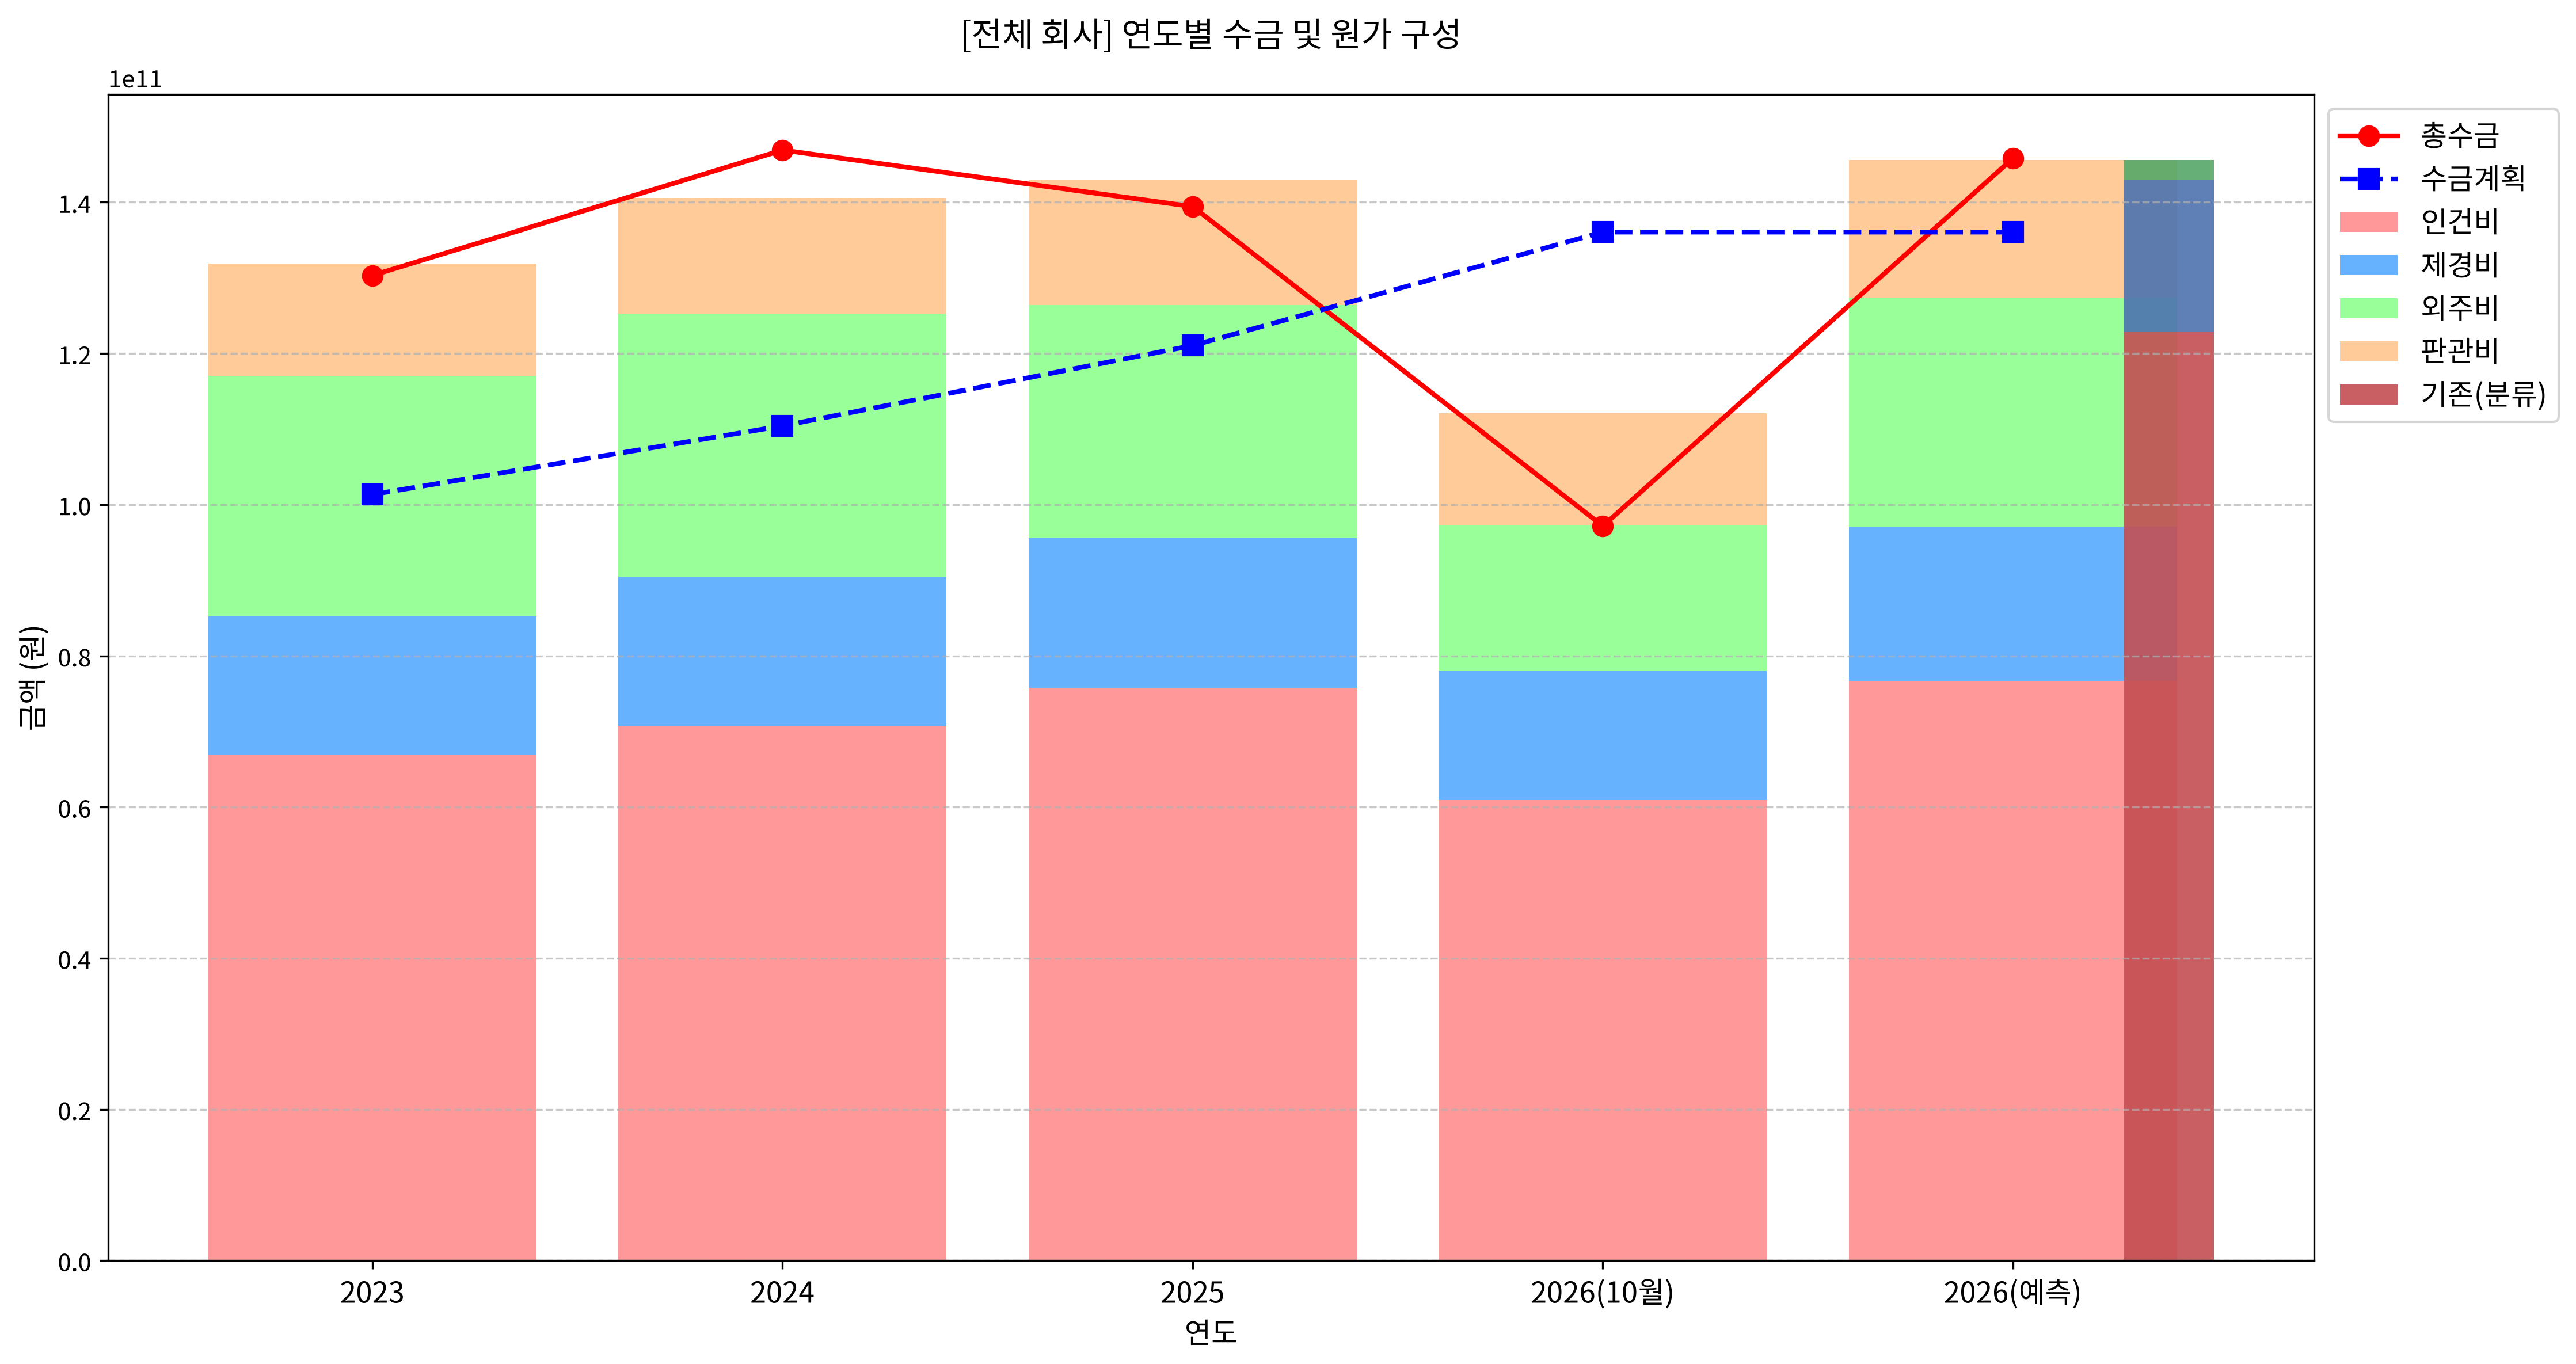 [전체 회사] 연도별 수금 및 원가 구성
1e11
1.4
1.2
1.0
0.8
0.6
0.4
0.2
0.0
금액 (원)
2023
2024
2025
2026(10월)
2026(예측)
연도
총수금
수금계획
인건비
제경비
외주비
판관비
기존(분류)